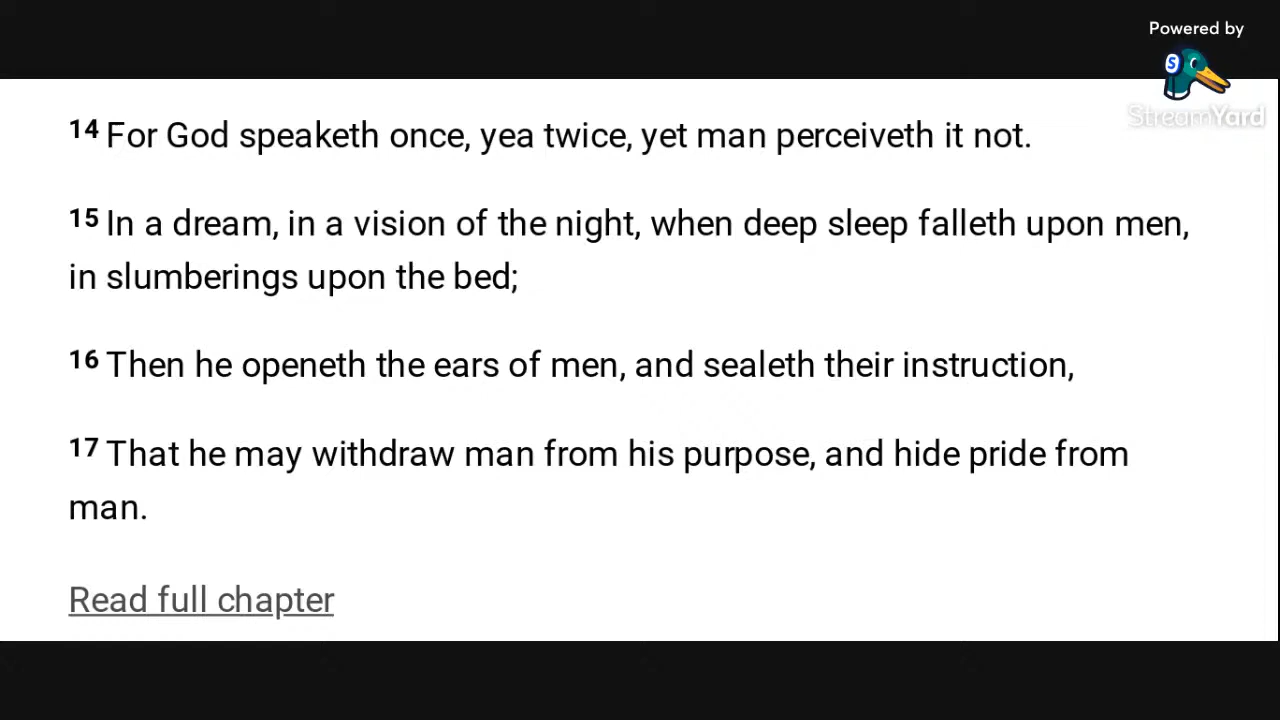 Powered by
S
StreamYard
14 For God speaketh once, yea twice, yet man perceiveth it not.
15 In a dream, in a vision of the night, when deep sleep falleth upon men,
in slumberings upon the bed;
16 Then he openeth the ears of men, and sealeth their instruction,
17 That he may withdraw man from his purpose, and hide pride from
man.
Read full chapter